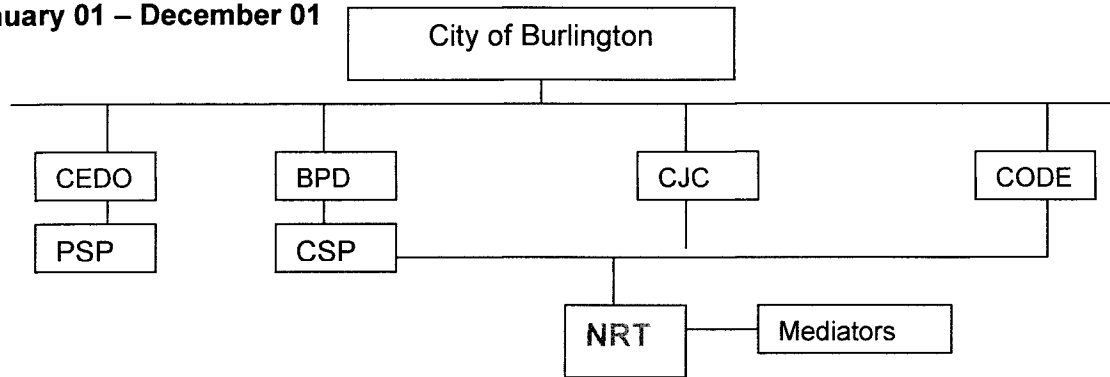 uary 01 – December 01
City of Burlington
CEDO
BPD
CJC
CODE
PSP
CSP
NRT
Mediators